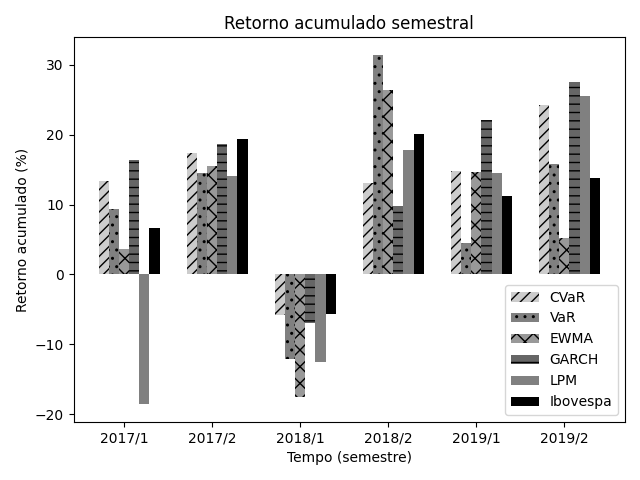 Retorno acumulado semestral
Retorno acumulado (%)
30
20
10
0
−10
−20
2017/1 2017/2 2018/1 2018/2 2019/1 2019/2
Tempo (semestre)
CVaR
VaR
EWMA
GARCH
LPM
Ibovespa